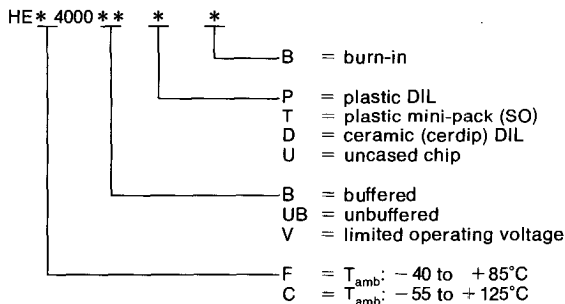 HE* 4000** * *
B = burn-in
P = plastic DIL
T = plastic mini-pack (SO)
D = ceramic (cerdip) DIL
U = uncased chip
B = buffered
UB = unbuffered
V = limited operating voltage
F = Tamb: −40 to +85°C
C = Tamb: −55 to +125°C